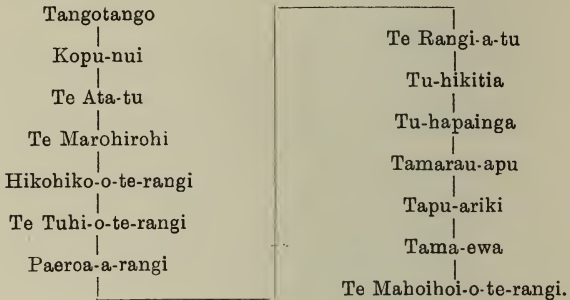 Tangotango
Kopu-nui
Te Ata-tu
Te Marohirohi
Hikohiko-o-te-rangi
Te Tuhi-o-te-rangi
Paeroa-a-rangi
Te Rangi-a-tu
Tu-hikitia
Tu-hapainga
Tamarau-apu
Tapu-ariki
Tama-ewa
Te Mahoihoi-o-te-rangi.